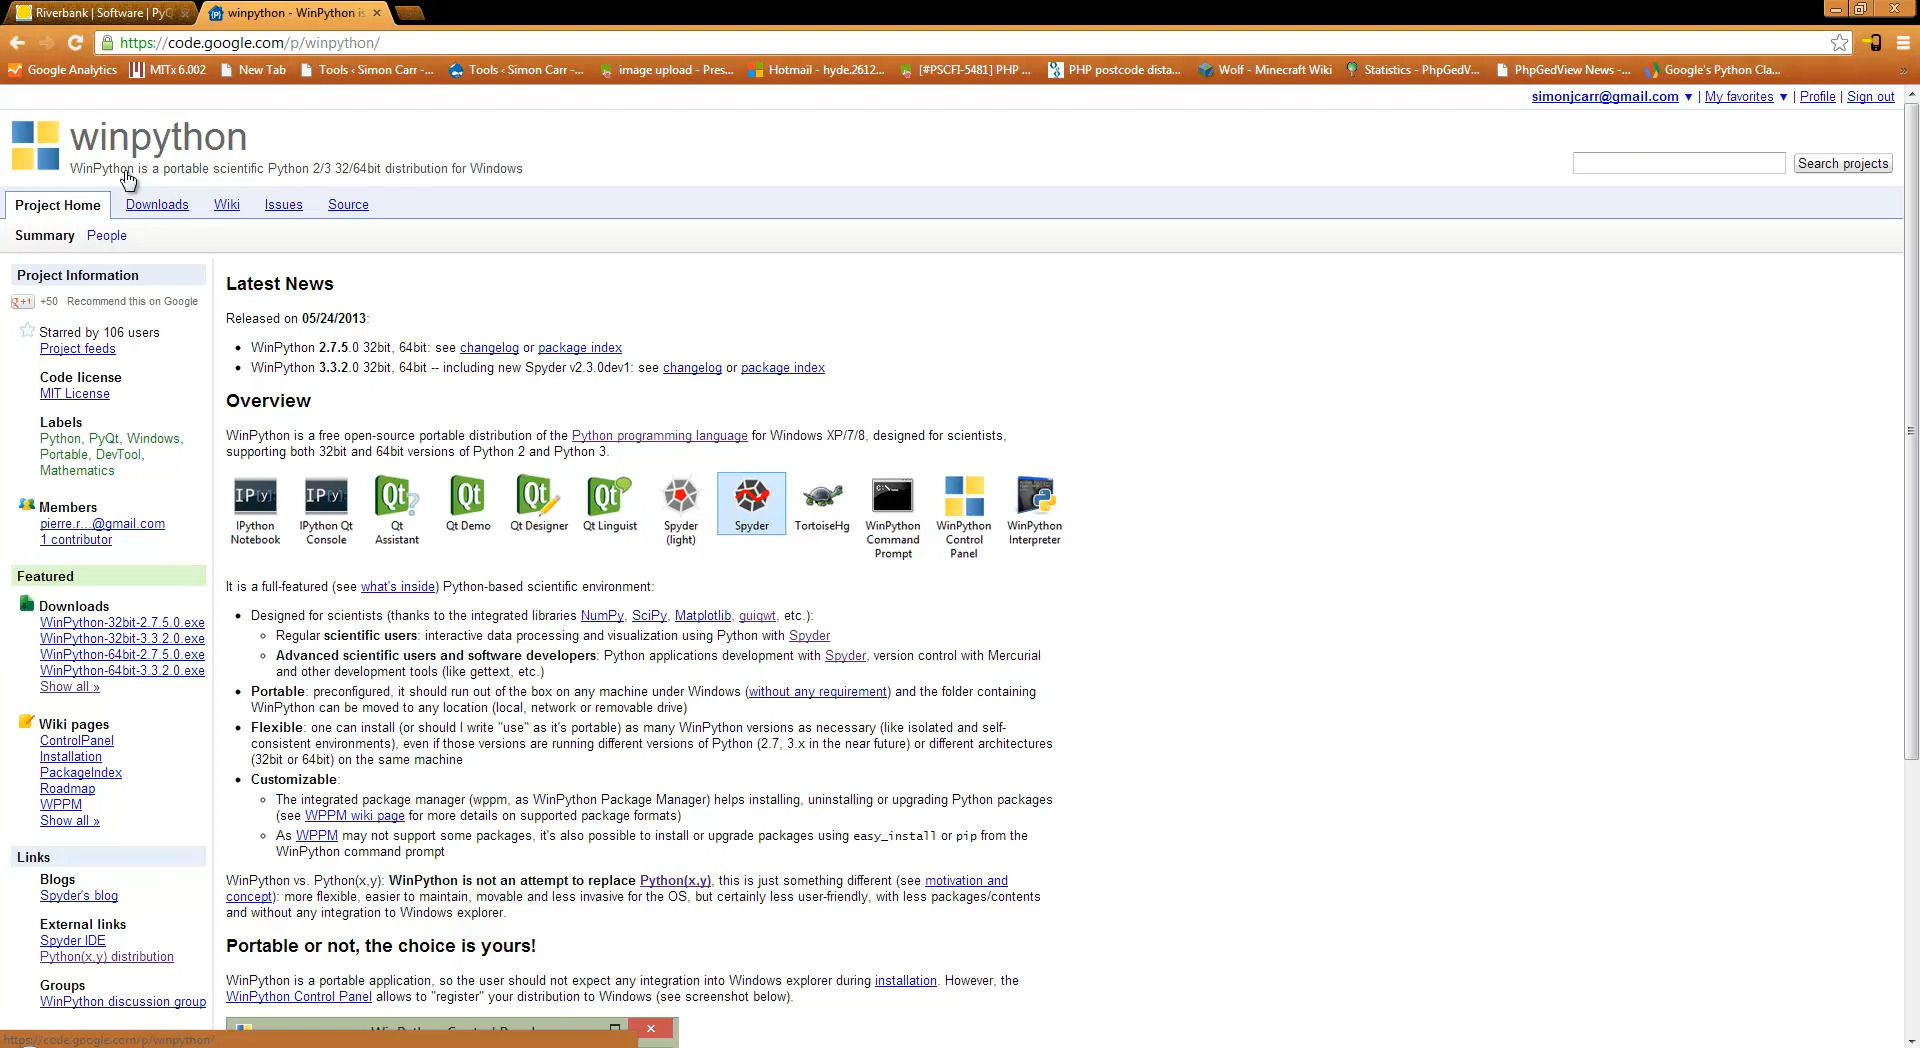 Riverbank | Software | PyQ
winpython - WinPython is
https://code.google.com/p/winpython/
Google Analytics MITx 6.002 New Tab Tools ‹ Simon Carr -... Tools ‹ Simon Carr -... image upload - Pres... Hotmail - hyde.2612... [#PSCFI-5481] PHP ... PHP postcode dista... Wolf - Minecraft Wiki Statistics - PhpGedV... PhpGedView News -... Google's Python Cla... »
simonjcarr@gmail.com ▼ | My favorites ▼ | Profile | Sign out
winpython
WinPython is a portable scientific Python 2/3 32/64bit distribution for Windows
Search projects
Project Home Downloads Wiki Issues Source
Summary People
Project Information
g+1 +50 Recommend this on Google
Starred by 106 users
Project feeds
Code license
MIT License
Labels
Python, PyQt, Windows,
Portable, DevTool,
Mathematics
Members
pierre.r...@gmail.com
1 contributor
Featured
Downloads
WinPython-32bit-2.7.5.0.exe
WinPython-32bit-3.3.2.0.exe
WinPython-64bit-2.7.5.0.exe
WinPython-64bit-3.3.2.0.exe
Show all »
Wiki pages
ControlPanel
Installation
PackageIndex
Roadmap
WPPM
Show all »
Links
Blogs
Spyder's blog
External links
Spyder IDE
Python(x,y) distribution
Groups
WinPython discussion group
Latest News
Released on 05/24/2013:
• WinPython 2.7.5.0 32bit, 64bit: see changelog or package index
• WinPython 3.3.2.0 32bit, 64bit -- including new Spyder v2.3.0dev1: see changelog or package index
Overview
WinPython is a free open-source portable distribution of the Python programming language for Windows XP/7/8, designed for scientists,
supporting both 32bit and 64bit versions of Python 2 and Python 3.
IP[y]: IP[y]: Qt ? Qt Qt Qt C:\_
IPython Qt Qt Demo Qt Designer Qt Linguist Spyder Spyder TortoiseHg WinPython WinPython WinPython
Notebook IPython Qt Console Assistant (light) Command Prompt Control Panel Interpreter
It is a full-featured (see what's inside) Python-based scientific environment:
• Designed for scientists (thanks to the integrated libraries NumPy, SciPy, Matplotlib, guiqwt, etc.):
Regular scientific users: interactive data processing and visualization using Python with Spyder
Advanced scientific users and software developers: Python applications development with Spyder, version control with Mercurial
and other development tools (like gettext, etc.)
• Portable: preconfigured, it should run out of the box on any machine under Windows (without any requirement) and the folder containing
WinPython can be moved to any location (local, network or removable drive)
• Flexible: one can install (or should I write "use" as it's portable) as many WinPython versions as necessary (like isolated and self-
consistent environments), even if those versions are running different versions of Python (2.7, 3.x in the near future) or different architectures
(32bit or 64bit) on the same machine
• Customizable:
The integrated package manager (wppm, as WinPython Package Manager) helps installing, uninstalling or upgrading Python packages
(see WPPM wiki page for more details on supported package formats)
As WPPM may not support some packages, it's also possible to install or upgrade packages using easy_install or pip from the
WinPython command prompt
WinPython vs. Python(x,y): WinPython is not an attempt to replace Python(x,y), this is just something different (see motivation and
concept): more flexible, easier to maintain, movable and less invasive for the OS, but certainly less user-friendly, with less packages/contents
and without any integration to Windows explorer.
Portable or not, the choice is yours!
WinPython is a portable application, so the user should not expect any integration into Windows explorer during installation. However, the
WinPython Control Panel allows to "register" your distribution to Windows (see screenshot below).
https://code.google.com/p/winpython/